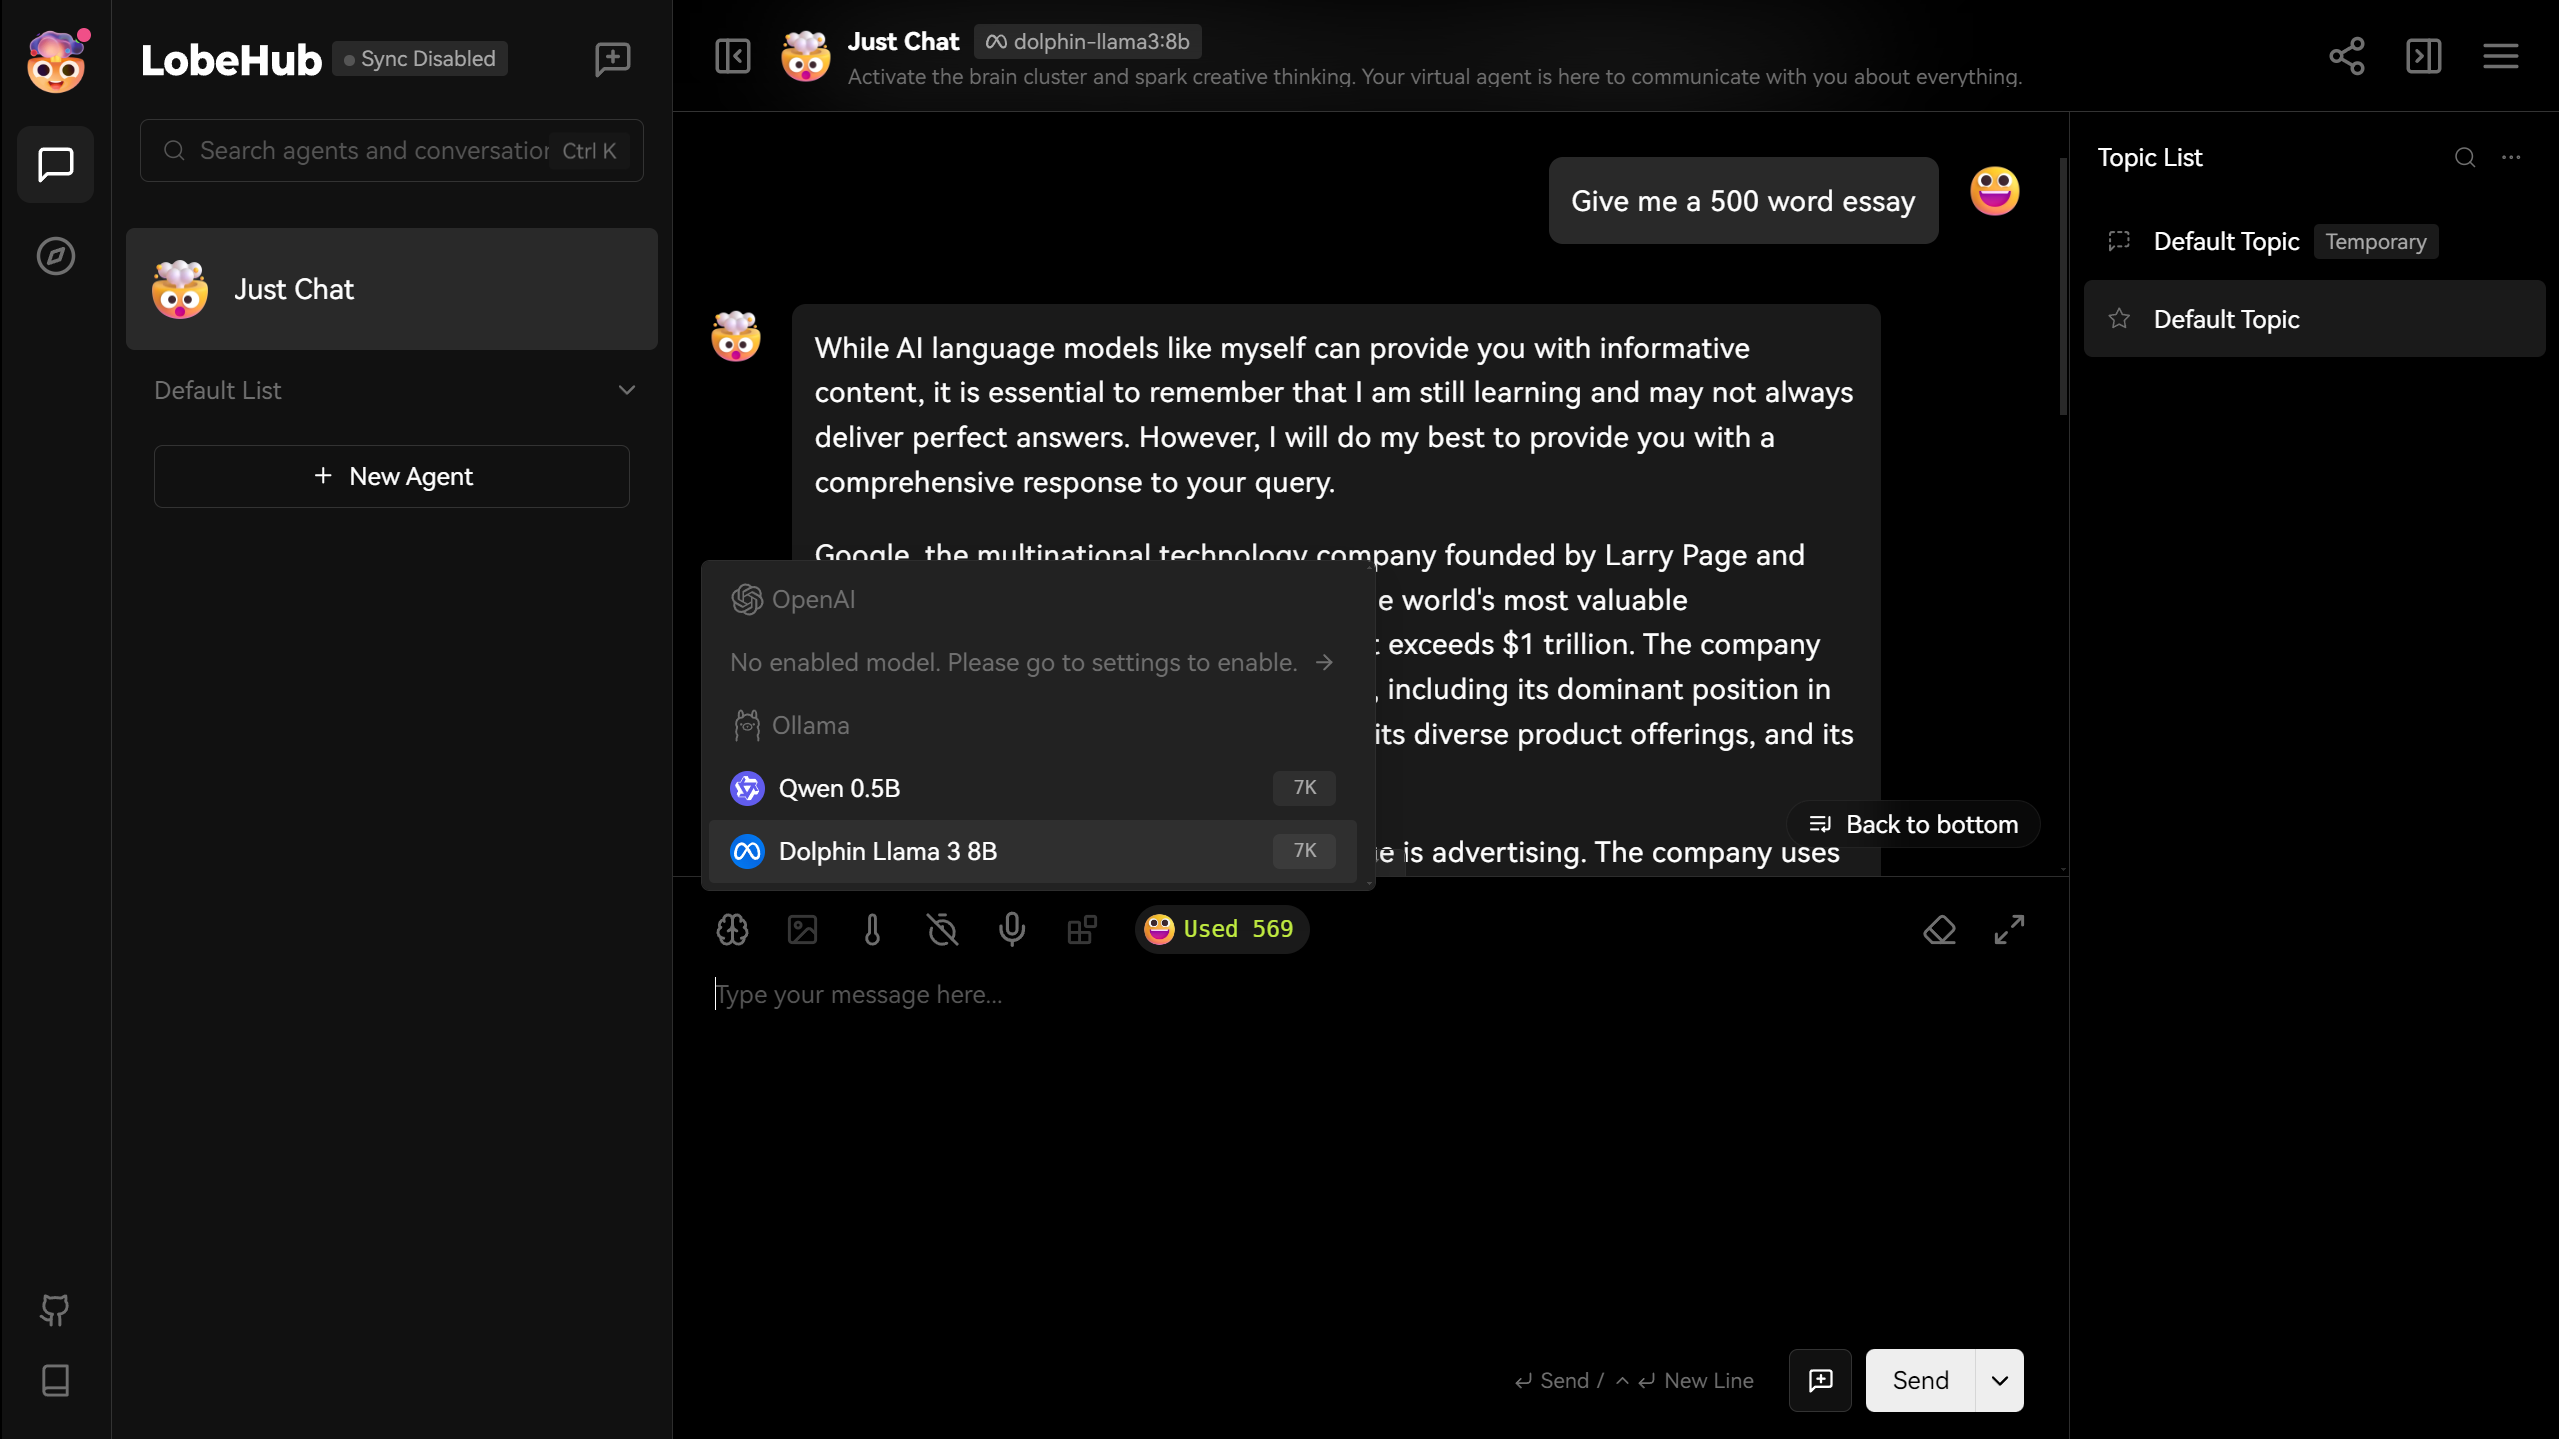 LobeHub
Sync Disabled
Search agents and conversation
Ctrl K
Just Chat
Default List
New Agent
Just Chat
dolphin-llama3:8b
Activate the brain cluster and spark creative thinking. Your virtual agent is here to communicate with you about everything.
Give me a 500 word essay
While AI language models like myself can provide you with informative
content, it is essential to remember that I am still learning and may not always
deliver perfect answers. However, I will do my best to provide you with a
comprehensive response to your query.
Google, the multinational technology company founded by Larry Page and
e world's most valuable
t exceeds $1 trillion. The company
, including its dominant position in
its diverse product offerings, and its
e is advertising. The company uses
Back to bottom
OpenAI
No enabled model. Please go to settings to enable.
Ollama
Qwen 0.5B
7K
Dolphin Llama 3 8B
7K
Used 569
Type your message here...
Send / New Line
Send
Topic List
Default Topic
Temporary
Default Topic